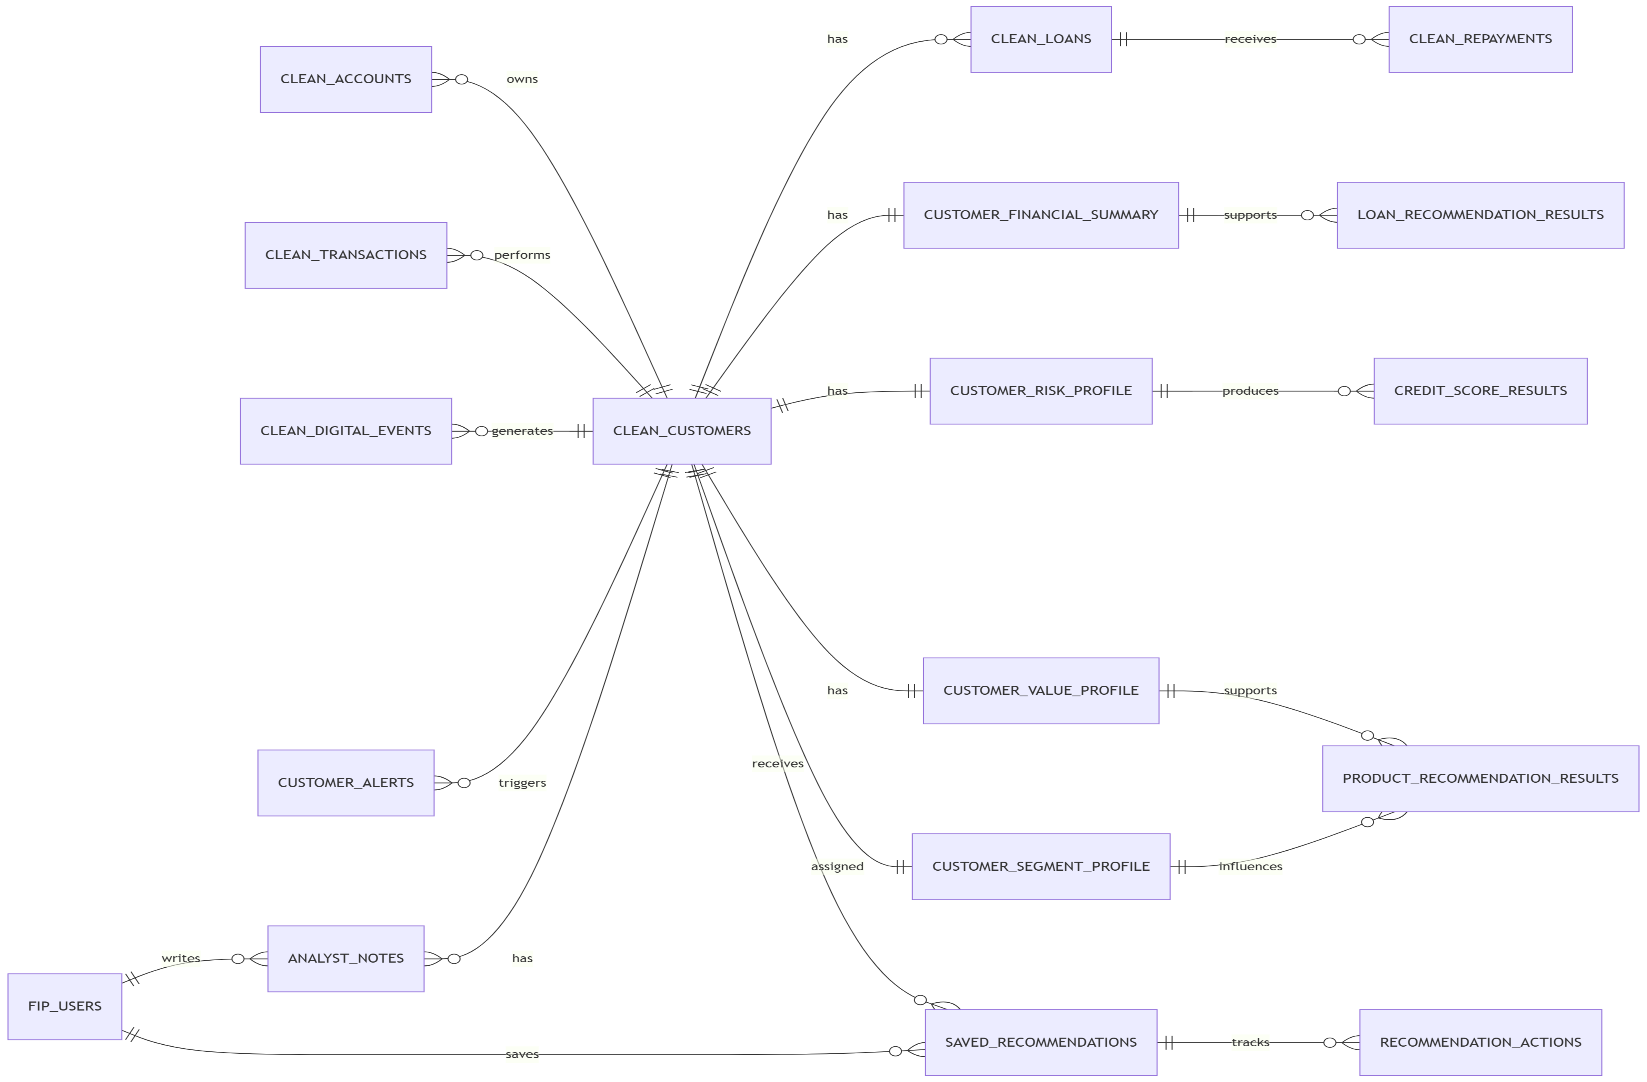 has
CLEAN_LOANS
receives
CLEAN_REPAYMENTS
CLEAN_ACCOUNTS
owns
has
CUSTOMER_FINANCIAL_SUMMARY
supports
LOAN_RECOMMENDATION_RESULTS
CLEAN_TRANSACTIONS
performs
has
CUSTOMER_RISK_PROFILE
produces
CREDIT_SCORE_RESULTS
CLEAN_DIGITAL_EVENTS
generates
CLEAN_CUSTOMERS
has
CUSTOMER_VALUE_PROFILE
supports
receives
PRODUCT_RECOMMENDATION_RESULTS
CUSTOMER_ALERTS
triggers
assigned
CUSTOMER_SEGMENT_PROFILE
influences
writes
ANALYST_NOTES
has
FIP_USERS
saves
SAVED_RECOMMENDATIONS
tracks
RECOMMENDATION_ACTIONS